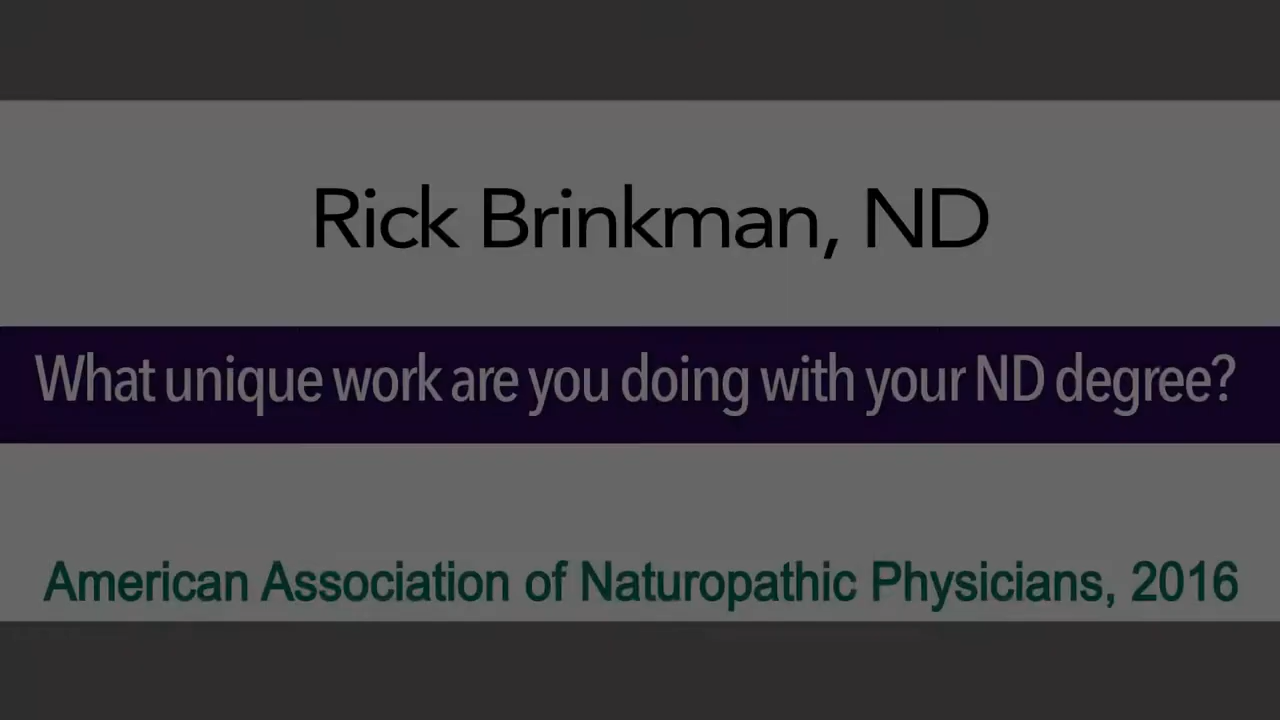 Rick Brinkman, ND
What unique work are you doing with your ND degree?
American Association of Naturopathic Physicians, 2016